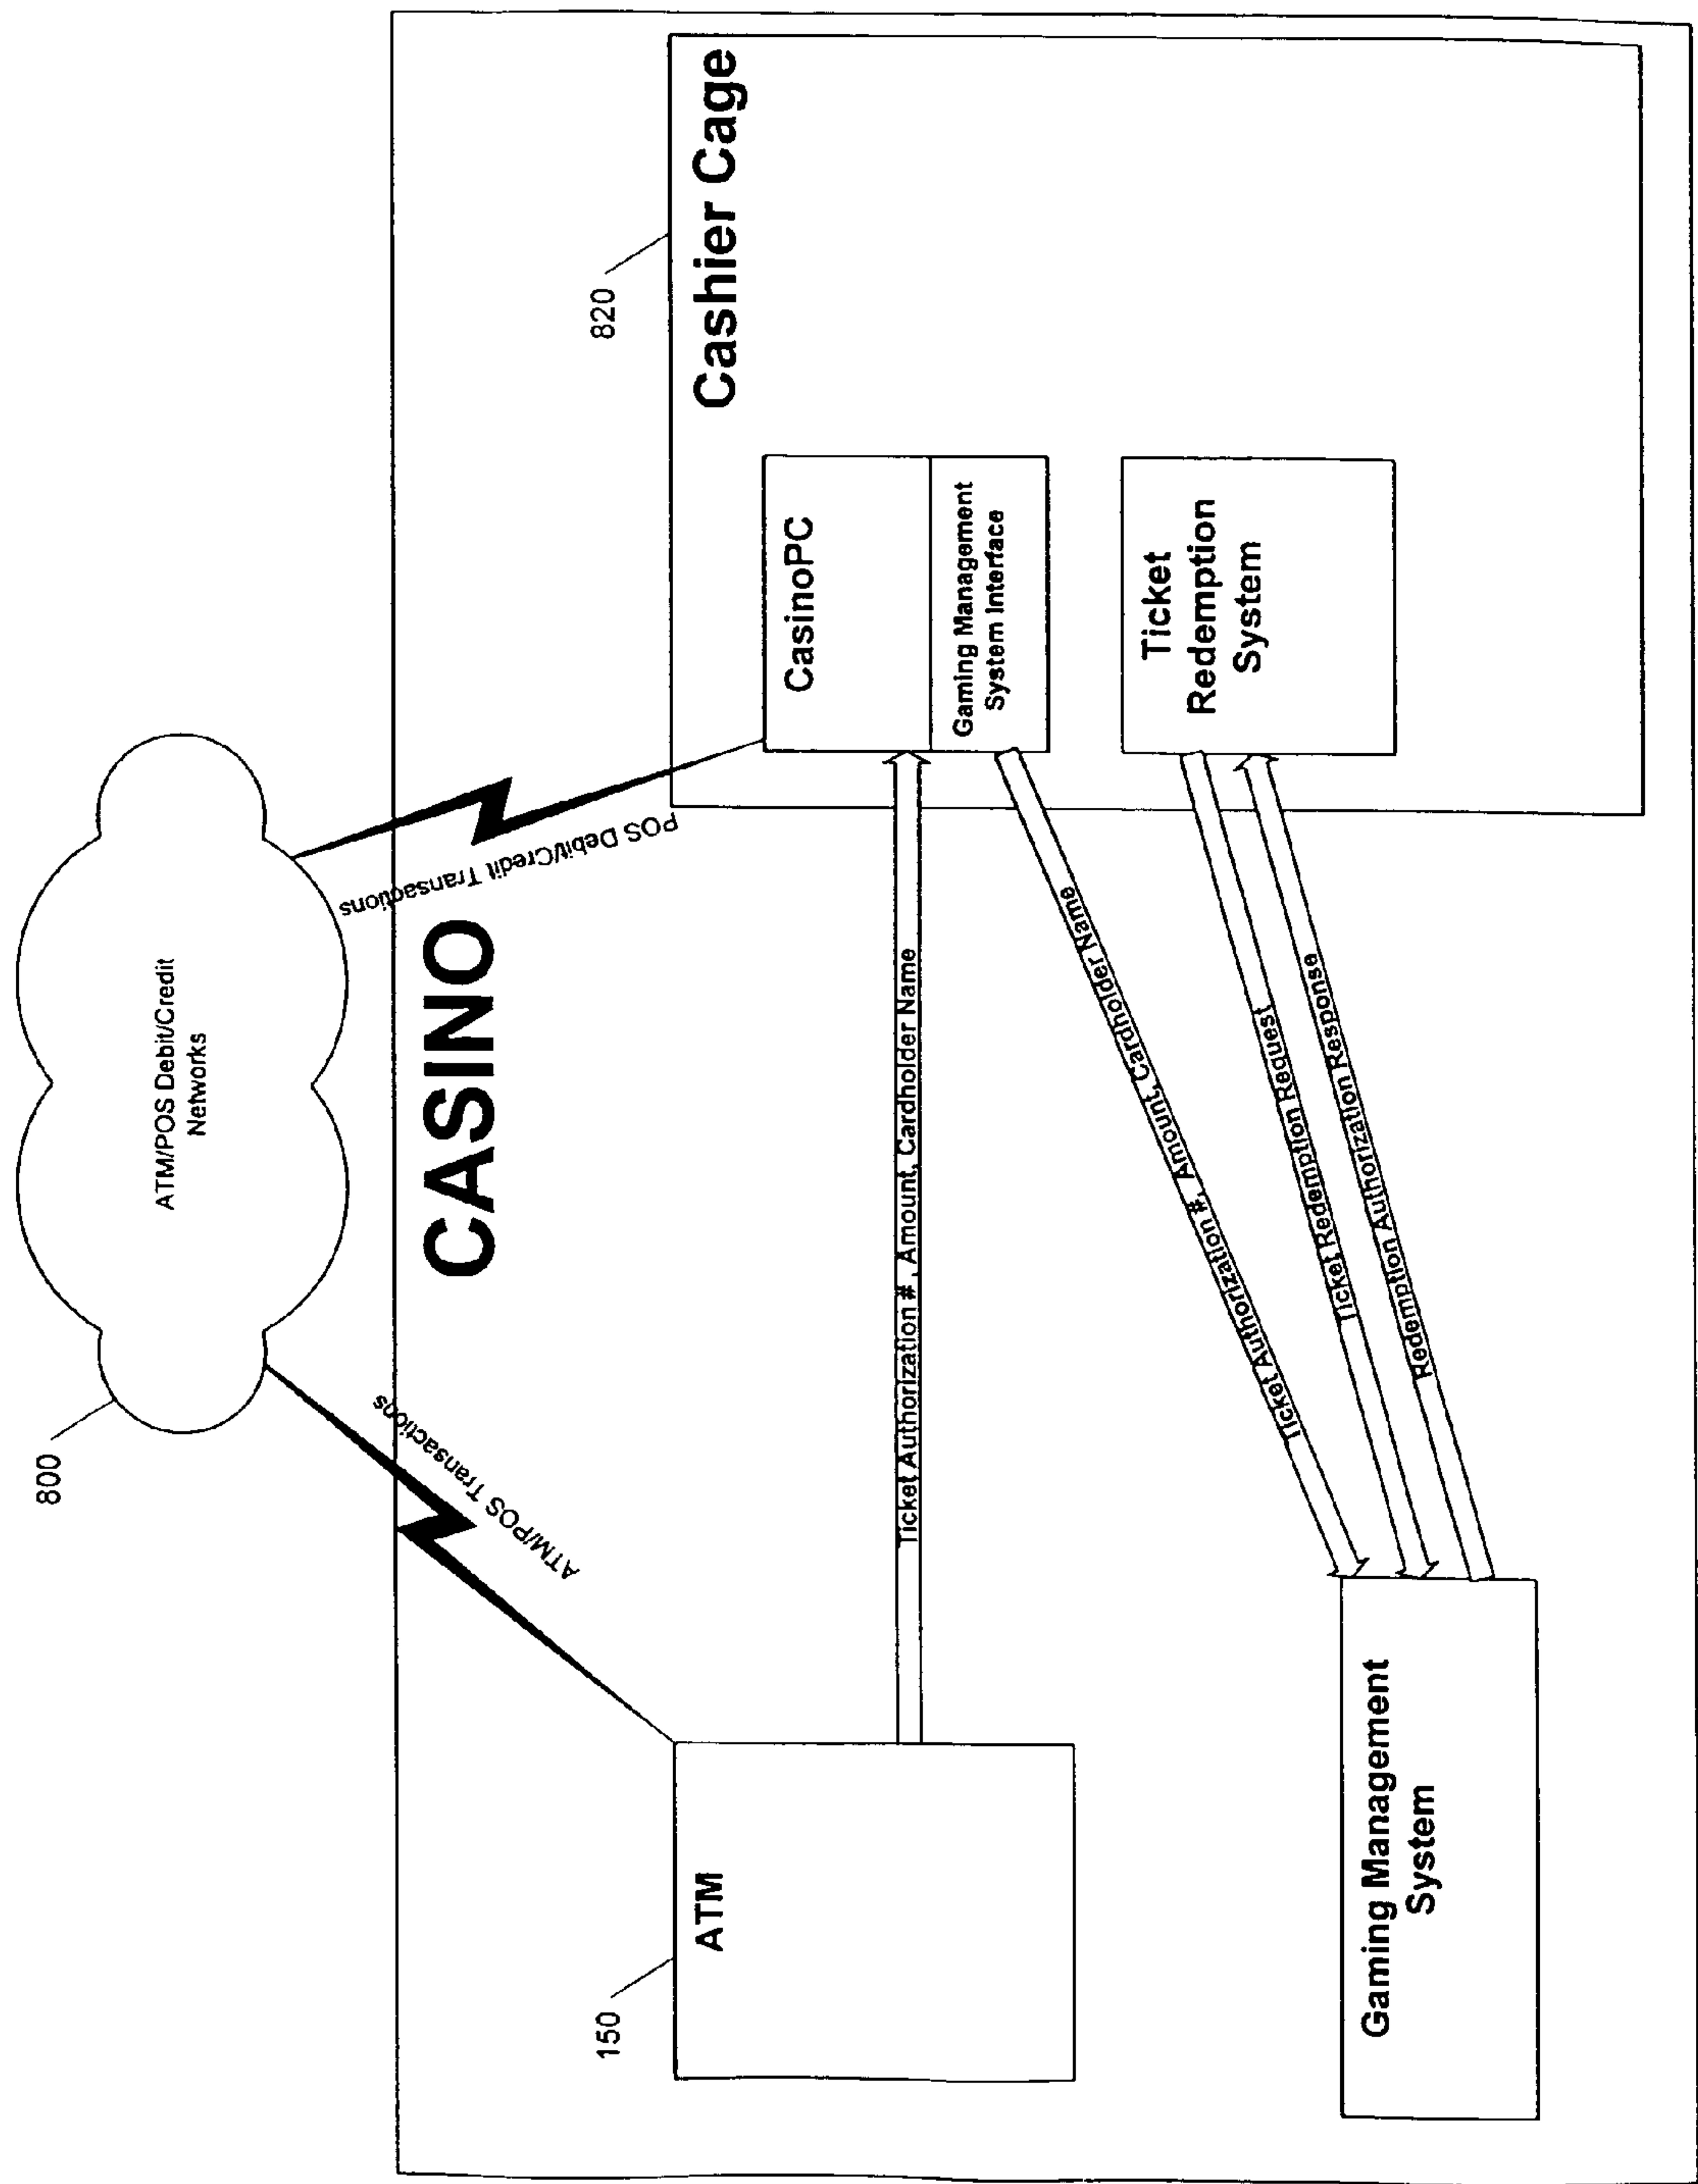 800
ATM/POS Debit/Credit
Networks
ATM/POS Transactions
POS Debit/Credit Transactions
CASINO
820
Cashier Cage
150
ATM
CasinoPC
Gaming Management
System Interface
Ticket Authorization #, Amount, Cardholder Name
Ticket Authorization #, Amount, Cardholder Name
Ticket
Redemption
System
Ticket Redemption Request
Redemption Authorization Response
Gaming Management
System